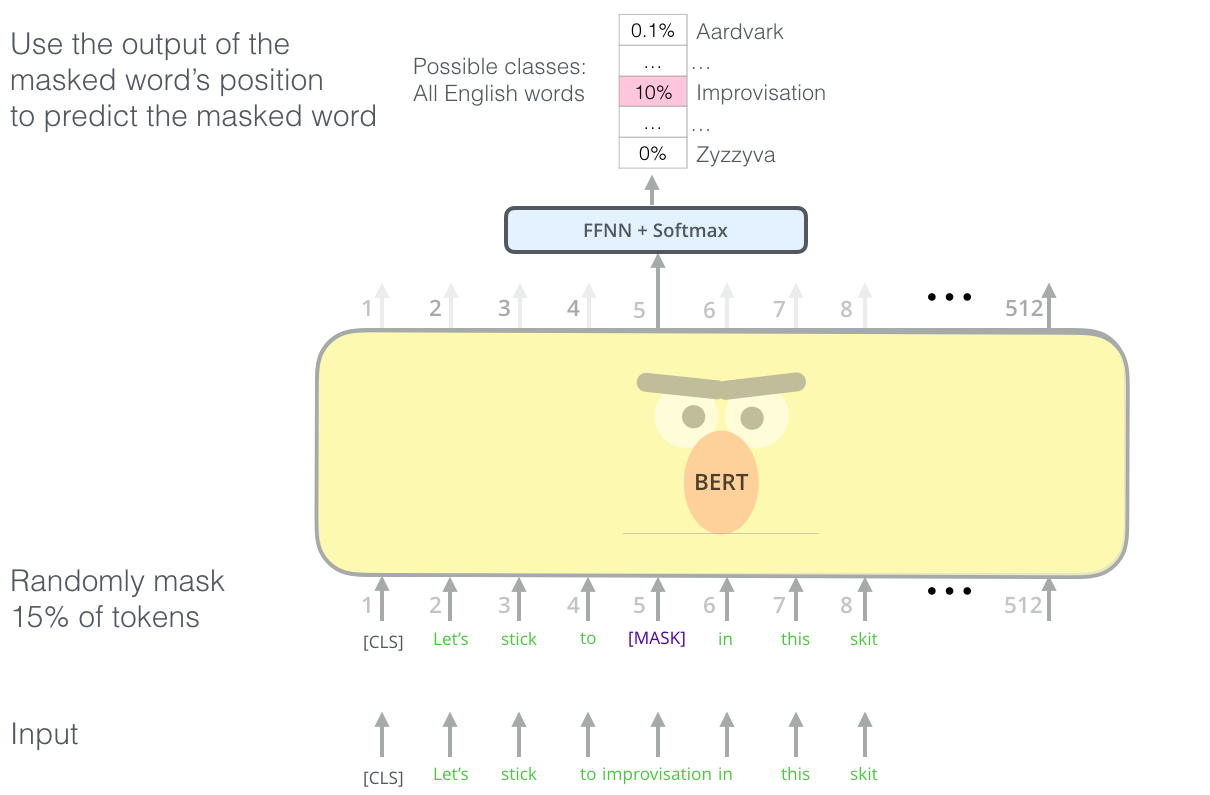 Use the output of the
masked word's position
to predict the masked word
Possible classes:
All English words
0.1% Aardvark
... ...
10% Improvisation
... ...
0% Zyzzyva
FFNN + Softmax
1 2 3 4 5 6 7 8 ••• 512
BERT
Randomly mask
15% of tokens
1 2 3 4 5 6 7 8 ••• 512
[CLS] Let's stick to [MASK] in this skit
Input
[CLS] Let's stick to improvisation in this skit